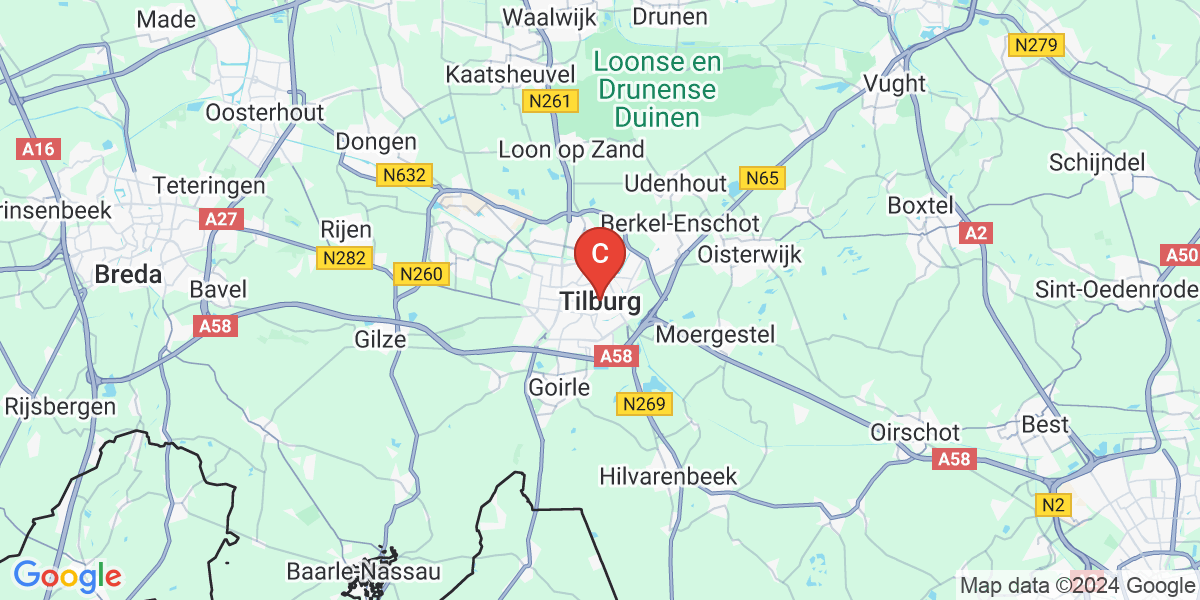 Made
Waalwijk
Drunen
N279
Kaatsheuvel
Loonse en
Drunense
Duinen
Vught
N261
Oosterhout
Dongen
A16
Loon op Zand
Schijndel
N632
Teteringen
Udenhout
N65
rinsenbeek
A27
Rijen
Berkel-Enschot
Boxtel
A2
N282
C
Oisterwijk
A50
Breda
N260
Bavel
Tilburg
Sint-Oedenrode
A58
Gilze
Moergestel
A58
Goirle
Rijsbergen
N269
Oirschot
Best
A58
Hilvarenbeek
N2
Baarle-Nassau
Google
Map data ©2024 Google